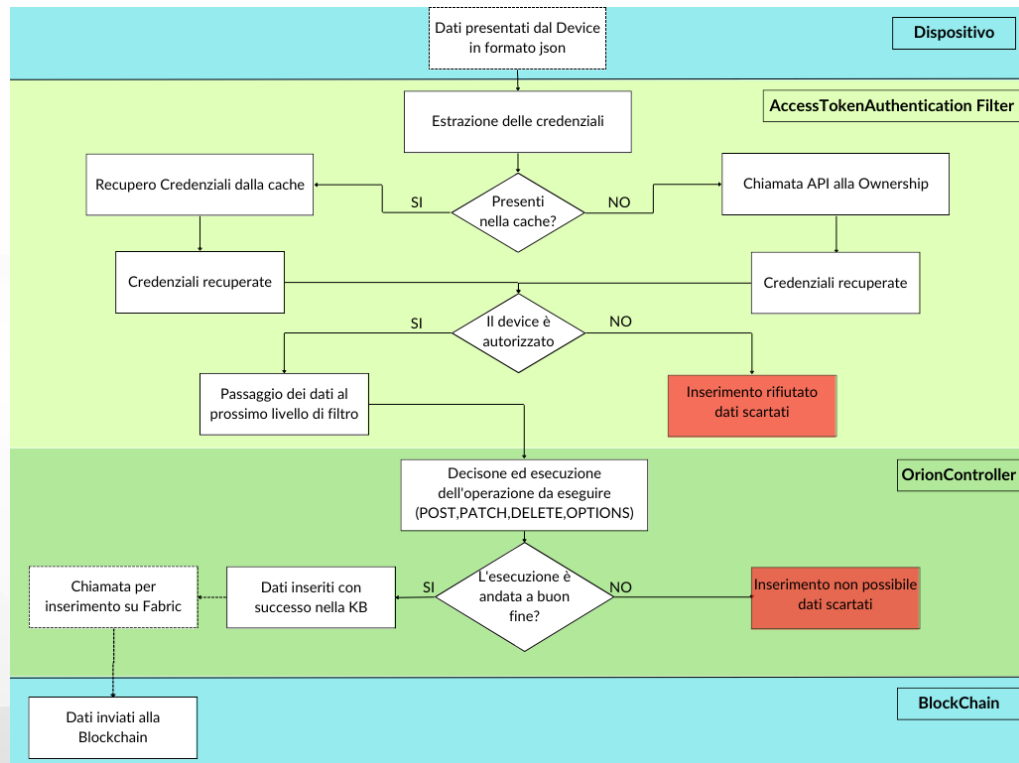 Dati presentati dal Device
in formato json
Dispositivo
AccessTokenAuthentication Filter
Estrazione delle credenziali
Recupero Credenziali dalla cache
SI
Presenti
nella cache?
NO
Chiamata API alla Ownership
Credenziali recuperate
Credenziali recuperate
SI
Il device è
autorizzato
NO
Passaggio dei dati al
prossimo livello di filtro
Inserimento rifiutato
dati scartati
OrionController
Decisone ed esecuzione
dell'operazione da eseguire
(POST,PATCH,DELETE,OPTIONS)
Chiamata per
inserimento su Fabric
Dati inseriti con
successo nella KB
SI
L'esecuzione è
andata a buon
fine?
NO
Inserimento non possibile
dati scartati
BlockChain
Dati inviati alla
Blockchain